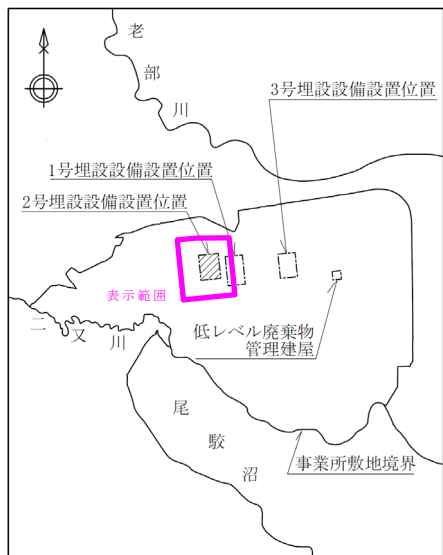 老部川
3号埋設設備設置位置
1号埋設設備設置位置
2号埋設設備設置位置
表示範囲
低レベル廃棄物
管理建屋
二又川
尾駮沼
事業所敷地境界